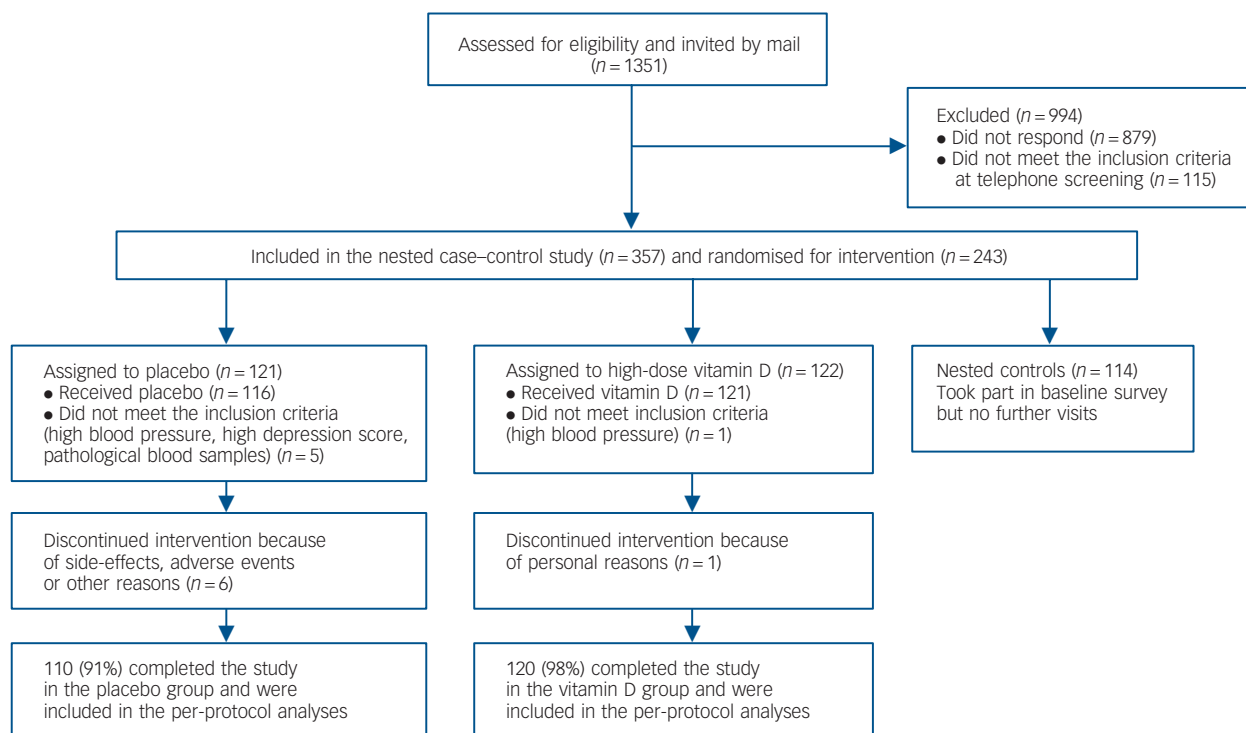 Assessed for eligibility and invited by mail
(n = 1351)
Excluded (n = 994)
● Did not respond (n = 879)
● Did not meet the inclusion criteria
at telephone screening (n = 115)
Included in the nested case–control study (n = 357) and randomised for intervention (n = 243)
Assigned to placebo (n = 121)
● Received placebo (n = 116)
● Did not meet the inclusion criteria
(high blood pressure, high depression score,
pathological blood samples) (n = 5)
Assigned to high-dose vitamin D (n = 122)
● Received vitamin D (n = 121)
● Did not meet inclusion criteria
(high blood pressure) (n = 1)
Nested controls (n = 114)
Took part in baseline survey
but no further visits
Discontinued intervention because
of side-effects, adverse events
or other reasons (n = 6)
Discontinued intervention because
of personal reasons (n = 1)
110 (91%) completed the study
in the placebo group and were
included in the per-protocol analyses
120 (98%) completed the study
in the vitamin D group and were
included in the per-protocol analyses